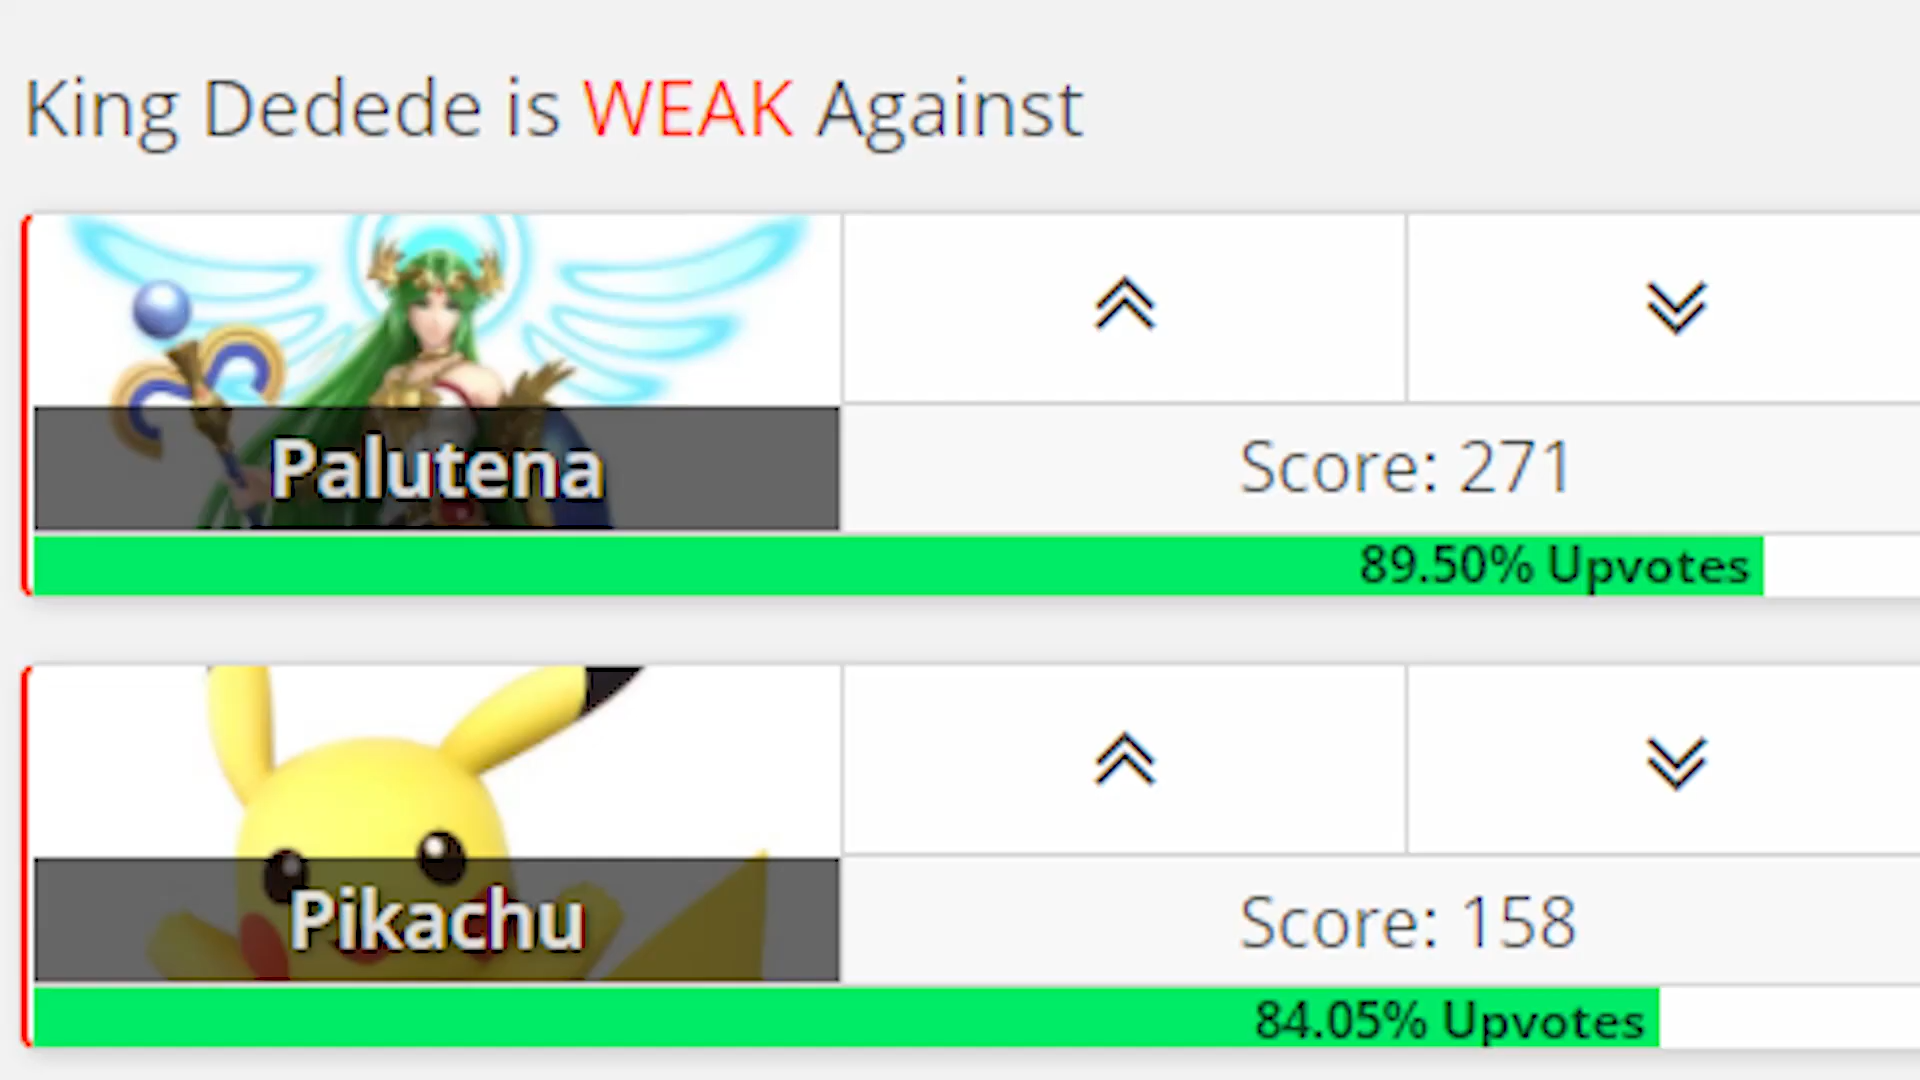 King Dedede is WEAK Against
Palutena
Score: 271
89.50% Upvotes
Pikachu
Score: 158
84.05% Upvotes